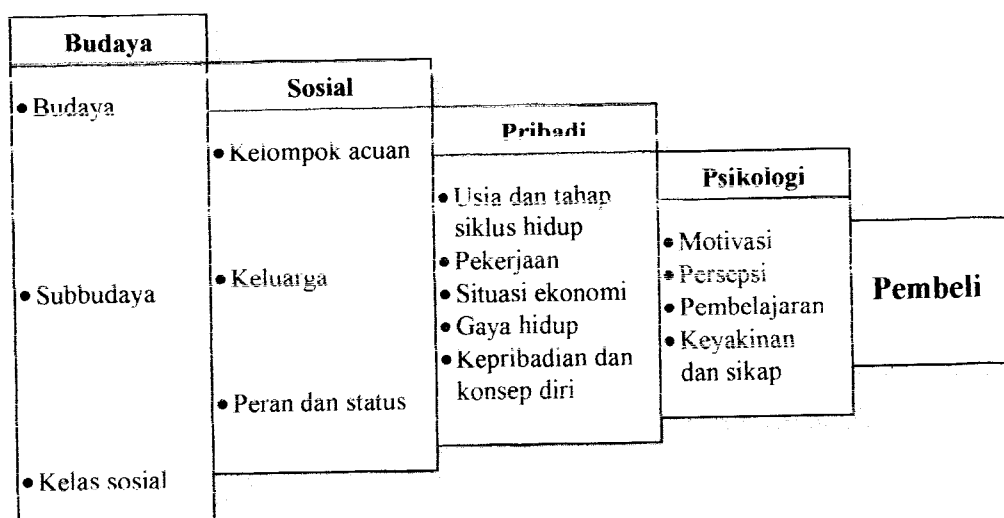 Budaya
• Budaya
• Subbudaya
• Kelas sosial
Sosial
• Kelompok acuan
• Keluarga
• Peran dan status
Pribadi
• Usia dan tahap
siklus hidup
• Pekerjaan
• Situasi ekonomi
• Gaya hidup
• Kepribadian dan
konsep diri
Psikologi
• Motivasi
• Persepsi
• Pembelajaran
• Keyakinan
dan sikap
Pembeli